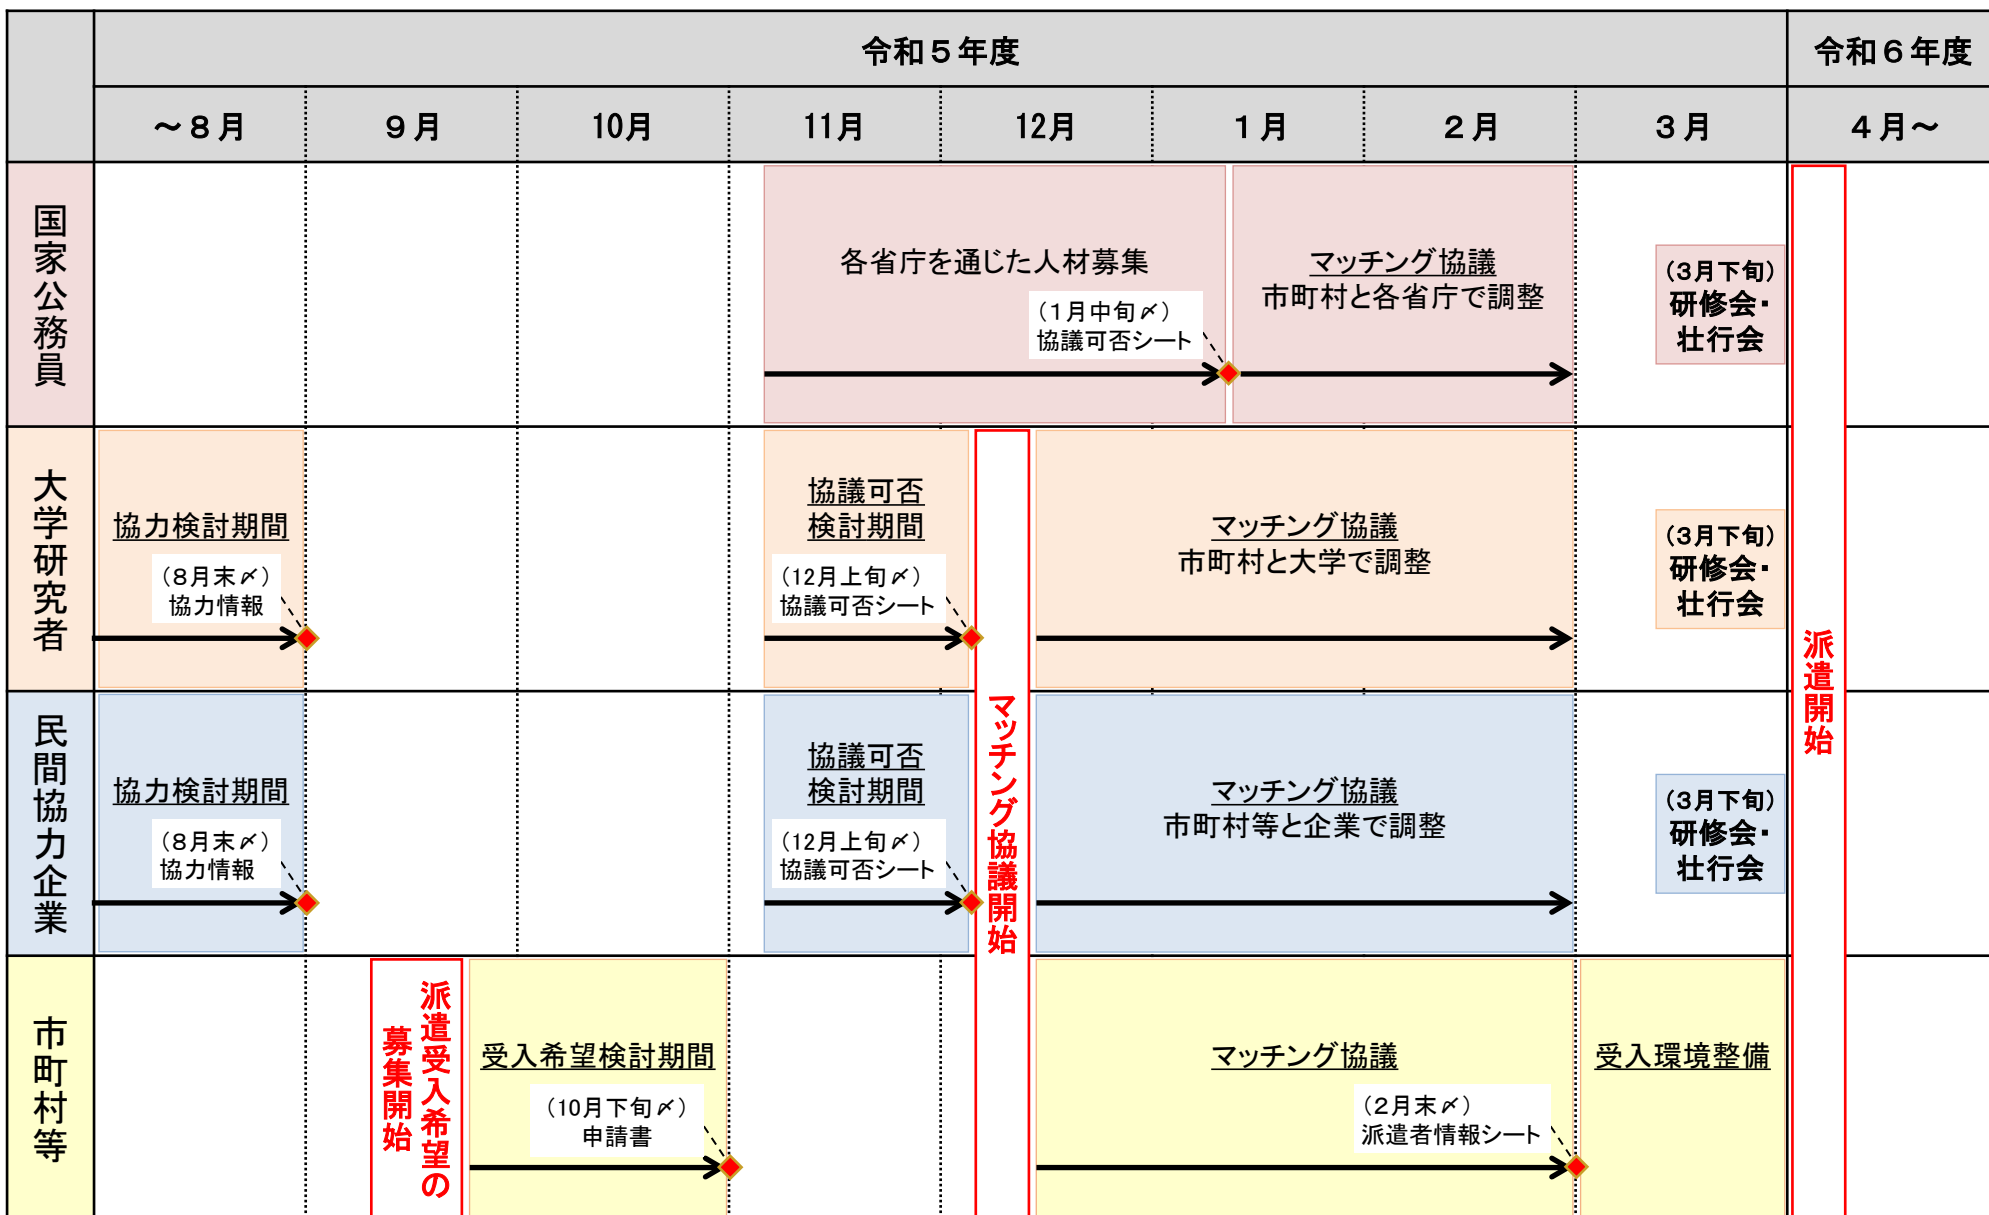 令和５年度
令和６年度
～８月
９月
10月
11月
12月
１月
２月
３月
４月～
国家公務員
各省庁を通じた人材募集
（１月中旬〆）
協議可否シート
マッチング協議
市町村と各省庁で調整
（３月下旬）
研修会・
壮行会
大学研究者
協力検討期間
（８月末〆）
協力情報
協議可否
検討期間
（12月上旬〆）
協議可否シート
マッチング協議
市町村と大学で調整
（３月下旬）
研修会・
壮行会
民間協力企業
協力検討期間
（８月末〆）
協力情報
協議可否
検討期間
（12月上旬〆）
協議可否シート
マッチング協議開始
マッチング協議
市町村等と企業で調整
（３月下旬）
研修会・
壮行会
派遣開始
市町村等
派遣受入希望の
募集開始
受入希望検討期間
（10月下旬〆）
申請書
マッチング協議
（２月末〆）
派遣者情報シート
受入環境整備